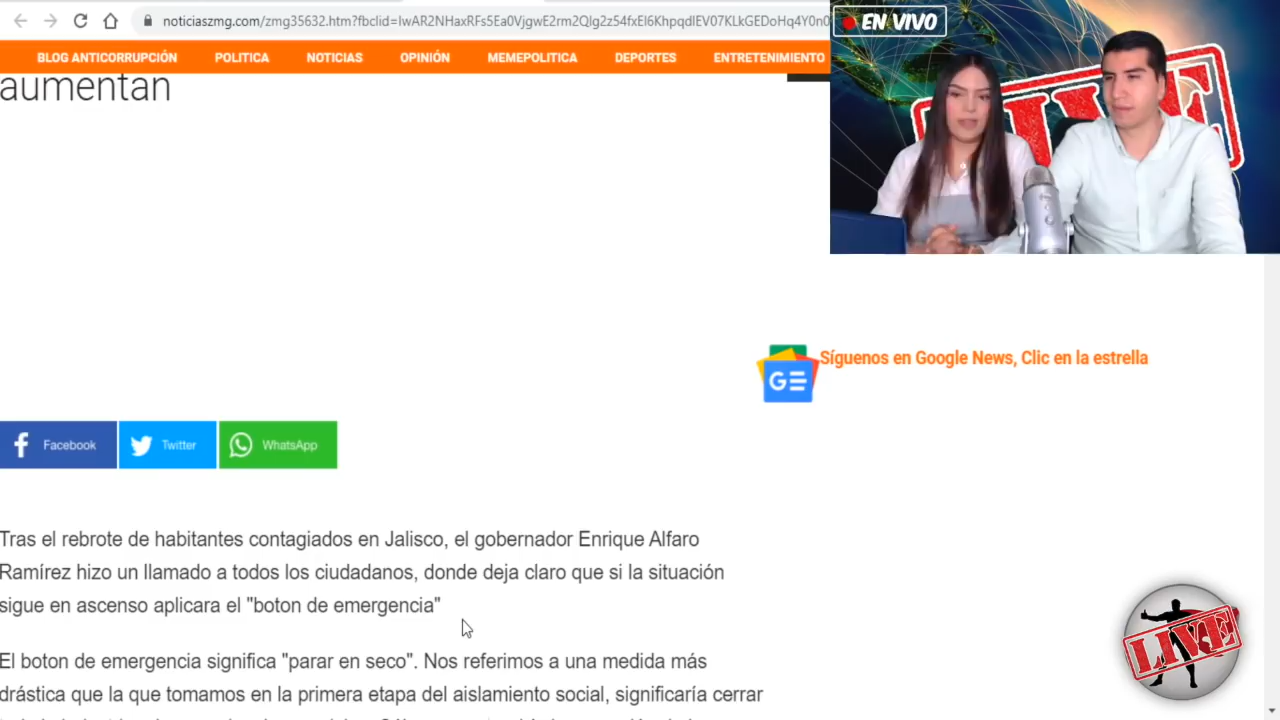 noticiaszmg.com/zmg35632.htm?fbclid=IwAR2NHaxRFs5Ea0VjgwE2rm2Qlg2z54fxEl6KhpqdIEV07KLkGEDoHq4Y0n0
EN VIVO
BLOG ANTICORRUPCIÓN POLITICA NOTICIAS OPINIÓN MEMEPOLITICA DEPORTES ENTRETENIMIENTO
aumentan
LIVE
GE
Síguenos en Google News, Clic en la estrella
Facebook Twitter WhatsApp
Tras el rebrote de habitantes contagiados en Jalisco, el gobernador Enrique Alfaro
Ramírez hizo un llamado a todos los ciudadanos, donde deja claro que si la situación
sigue en ascenso aplicara el "boton de emergencia"
LIVE
El boton de emergencia significa "parar en seco". Nos referimos a una medida más
drástica que la que tomamos en la primera etapa del aislamiento social, significaría cerrar